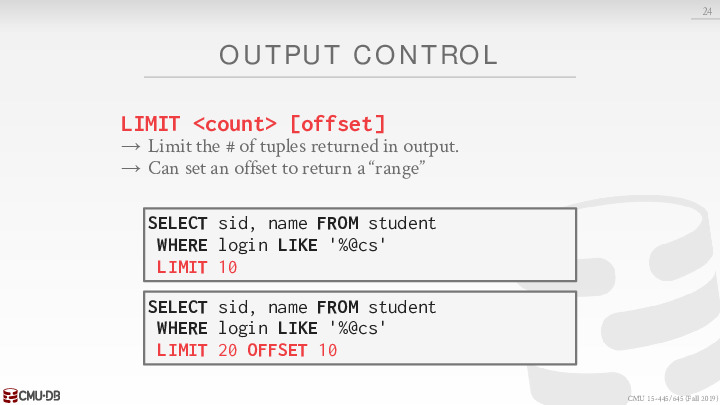 24
OUTPUT CONTROL
LIMIT <count> [offset]
→ Limit the # of tuples returned in output.
→ Can set an offset to return a “range”
SELECT sid, name FROM student
WHERE login LIKE '%@cs'
LIMIT 10
SELECT sid, name FROM student
WHERE login LIKE '%@cs'
LIMIT 20 OFFSET 10
CMU·DB
CMU 15-445/645 (Fall 2019)